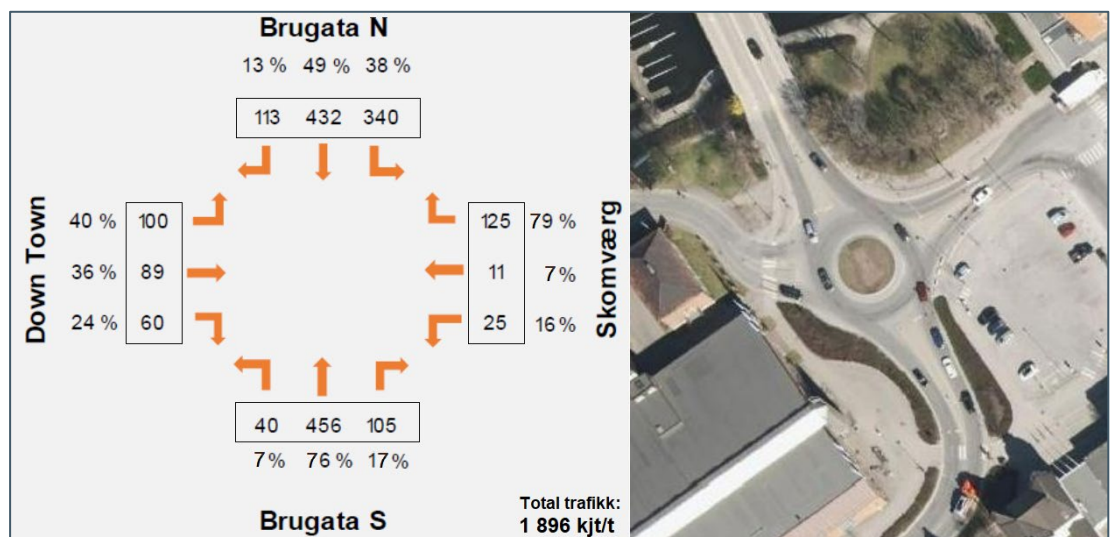 Brugata N
13 % 49 % 38 %
113 432 340
Down Town
40 % 100
36 % 89
24 % 60
125 79 %
11 7 %
25 16 %
Skomværg
40 456 105
7 % 76 % 17 %
Brugata S
Total trafikk:
1 896 kjt/t